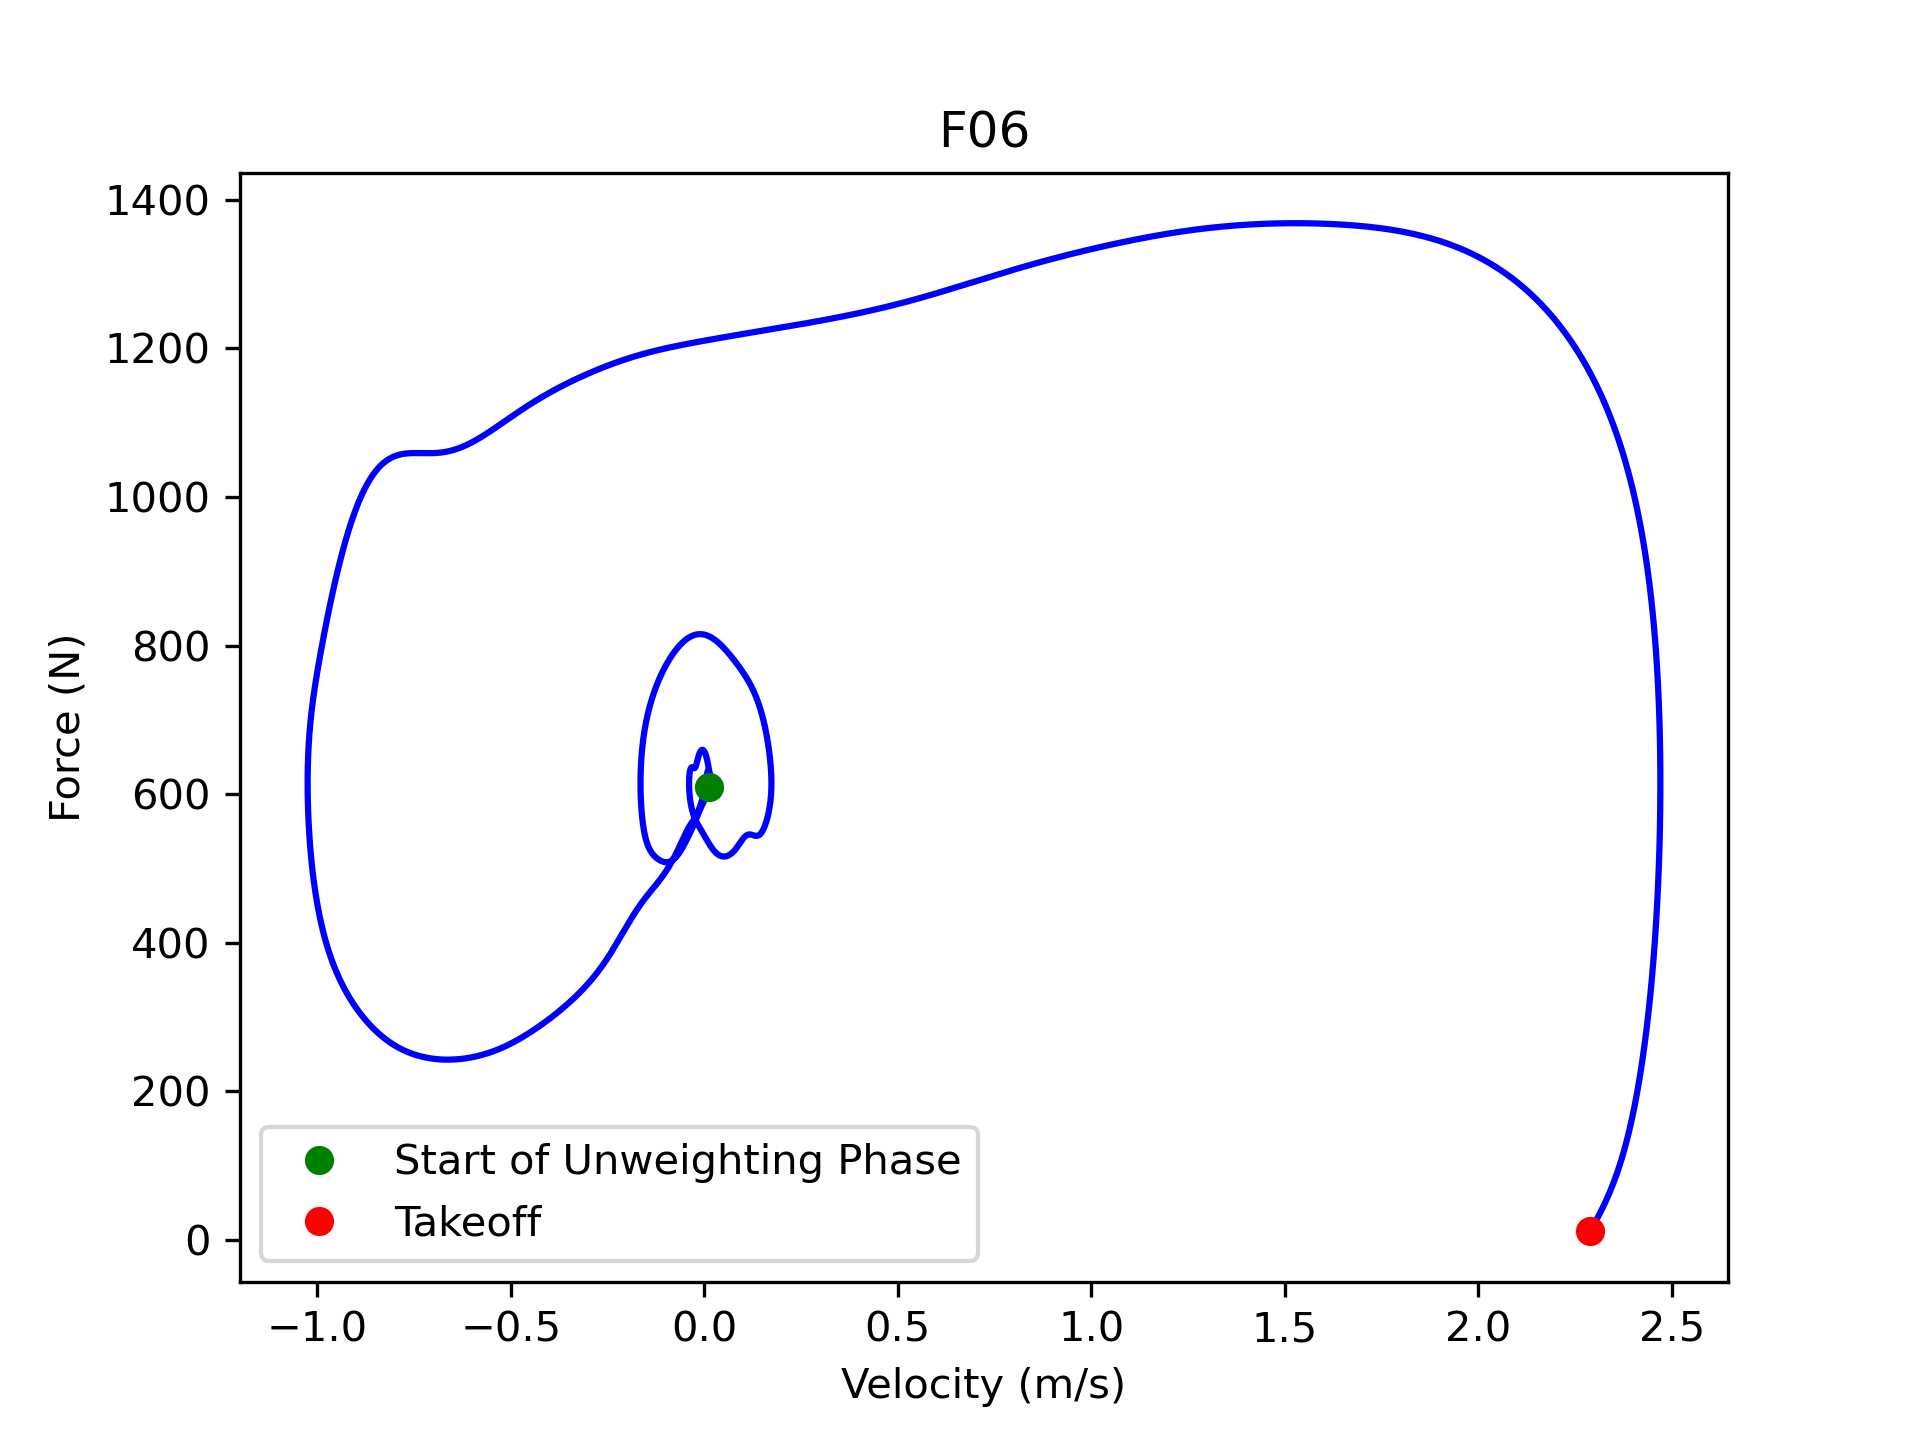 F06
1400
1200
1000
800
600
400
200
0
Force (N)
Start of Unweighting Phase
Takeoff
−1.0 −0.5 0.0 0.5 1.0 1.5 2.0 2.5
Velocity (m/s)